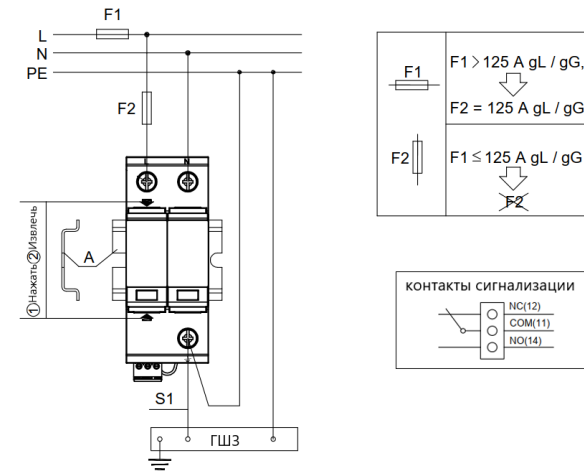 F1
L
N
PE
F2
L
N
A
①Нажать②Извлечь
S1
ГШЗ
F1
F1 > 125 A gL / gG,
F2 = 125 A gL / gG
F2
F1 ≤ 125 A gL / gG
F2
контакты сигнализации
NC(12)
COM(11)
NO(14)